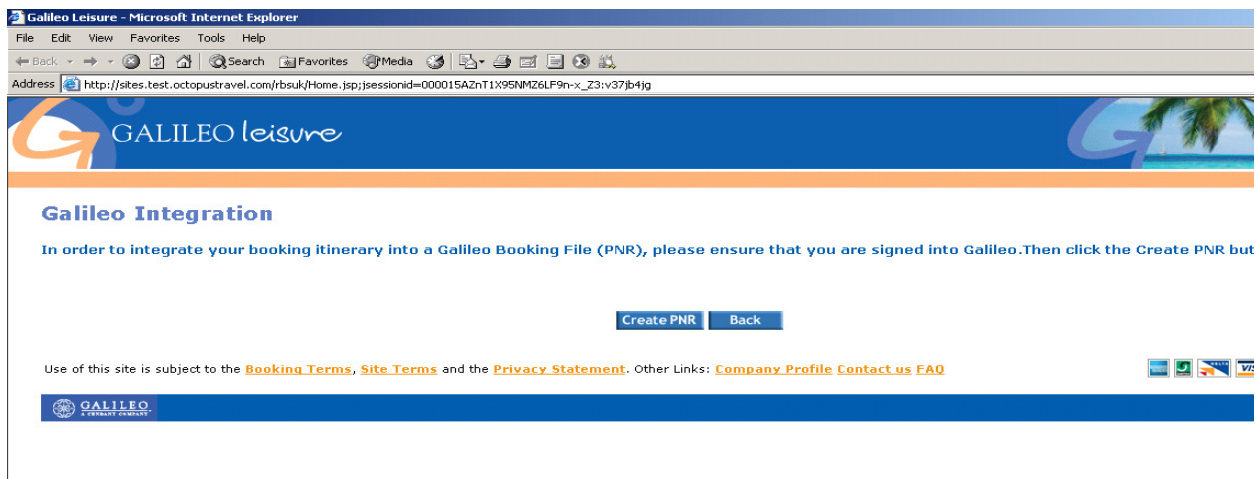 Galileo Leisure - Microsoft Internet Explorer
File Edit View Favorites Tools Help
Back Search Favorites Media
Address http://sites.test.octopustravel.com/rbsuk/Home.jsp;jsessionid=000015AZnT1X95NMZ6LF9n-x_Z3:v37jb4jg
GALILEO leisure
Galileo Integration
In order to integrate your booking itinerary into a Galileo Booking File (PNR), please ensure that you are signed into Galileo.Then click the Create PNR but
Create PNR Back
Use of this site is subject to the Booking Terms, Site Terms and the Privacy Statement. Other Links: Company Profile Contact us FAQ
VIS
GALILEO.
A CENDANT COMPANY